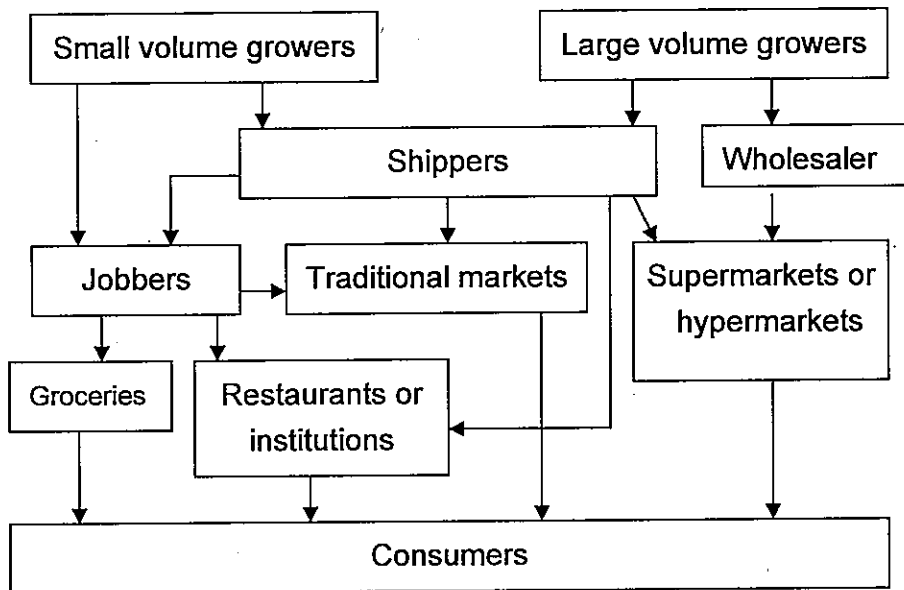 Small volume growers
Large volume growers
Shippers
Wholesaler
Jobbers
Traditional markets
Supermarkets or
hypermarkets
Groceries
Restaurants or
institutions
Consumers